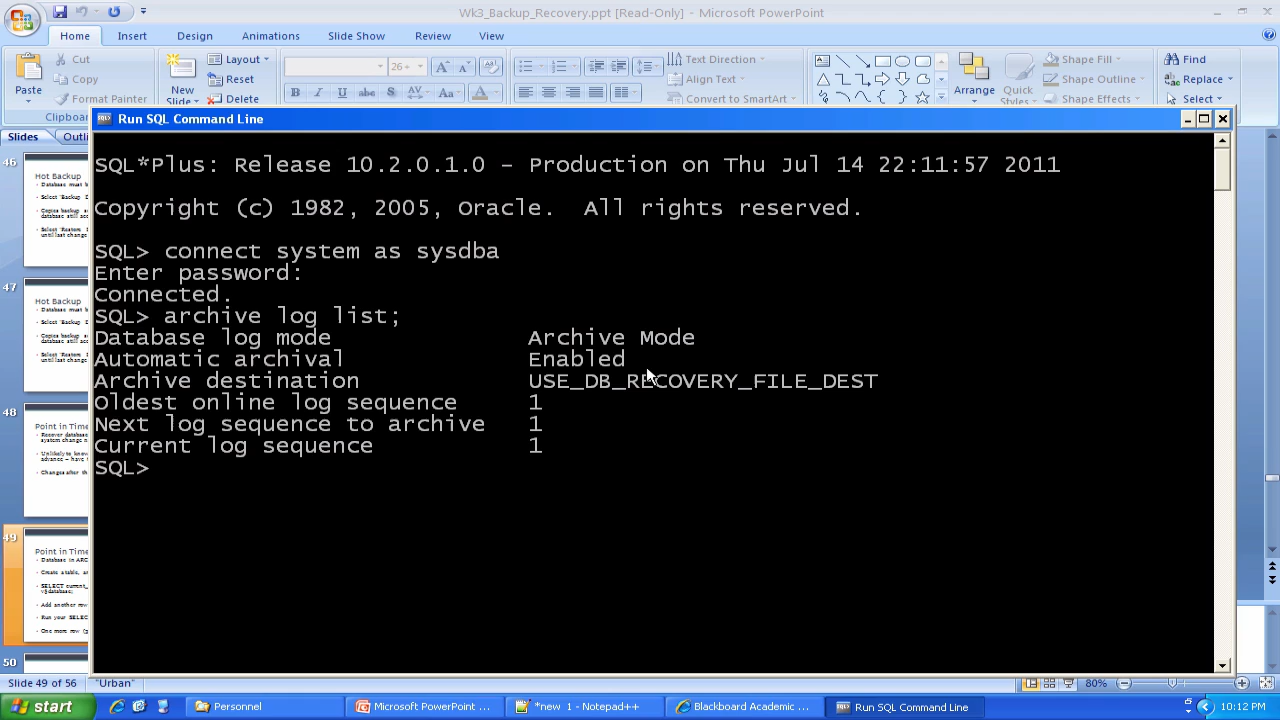 Wk3_Backup_Recovery.ppt [Read-Only] - Microsoft PowerPoint
Home Insert Design Animations Slide Show Review View
Cut Layout 26 Text Direction Shape Fill Find
Copy Reset Align Text Shape Outline Replace
Paste Format Painter New Slide Delete Convert to SmartArt Arrange Quick Styles Shape Effects Select
Slides
Run SQL Command Line
SQL*Plus: Release 10.2.0.1.0 - Production on Thu Jul 14 22:11:57 2011
Copyright (c) 1982, 2005, Oracle.  All rights reserved.
SQL> connect system as sysdba
Enter password:
Connected.
SQL> archive log list;
Database log mode Archive Mode
Automatic archival Enabled
Archive destination USE_DB_RECOVERY_FILE_DEST
Oldest online log sequence 1
Next log sequence to archive 1
Current log sequence 1
SQL>
46
Hot Backup
47
Hot Backup
48
Point in Tim
49
Point in Time
50
Slide 49 of 56 "Urban" 80%
start Personnel Microsoft PowerPoint ... *new 1 - Notepad++ Blackboard Academic ... Run SQL Command Line 10:12 PM